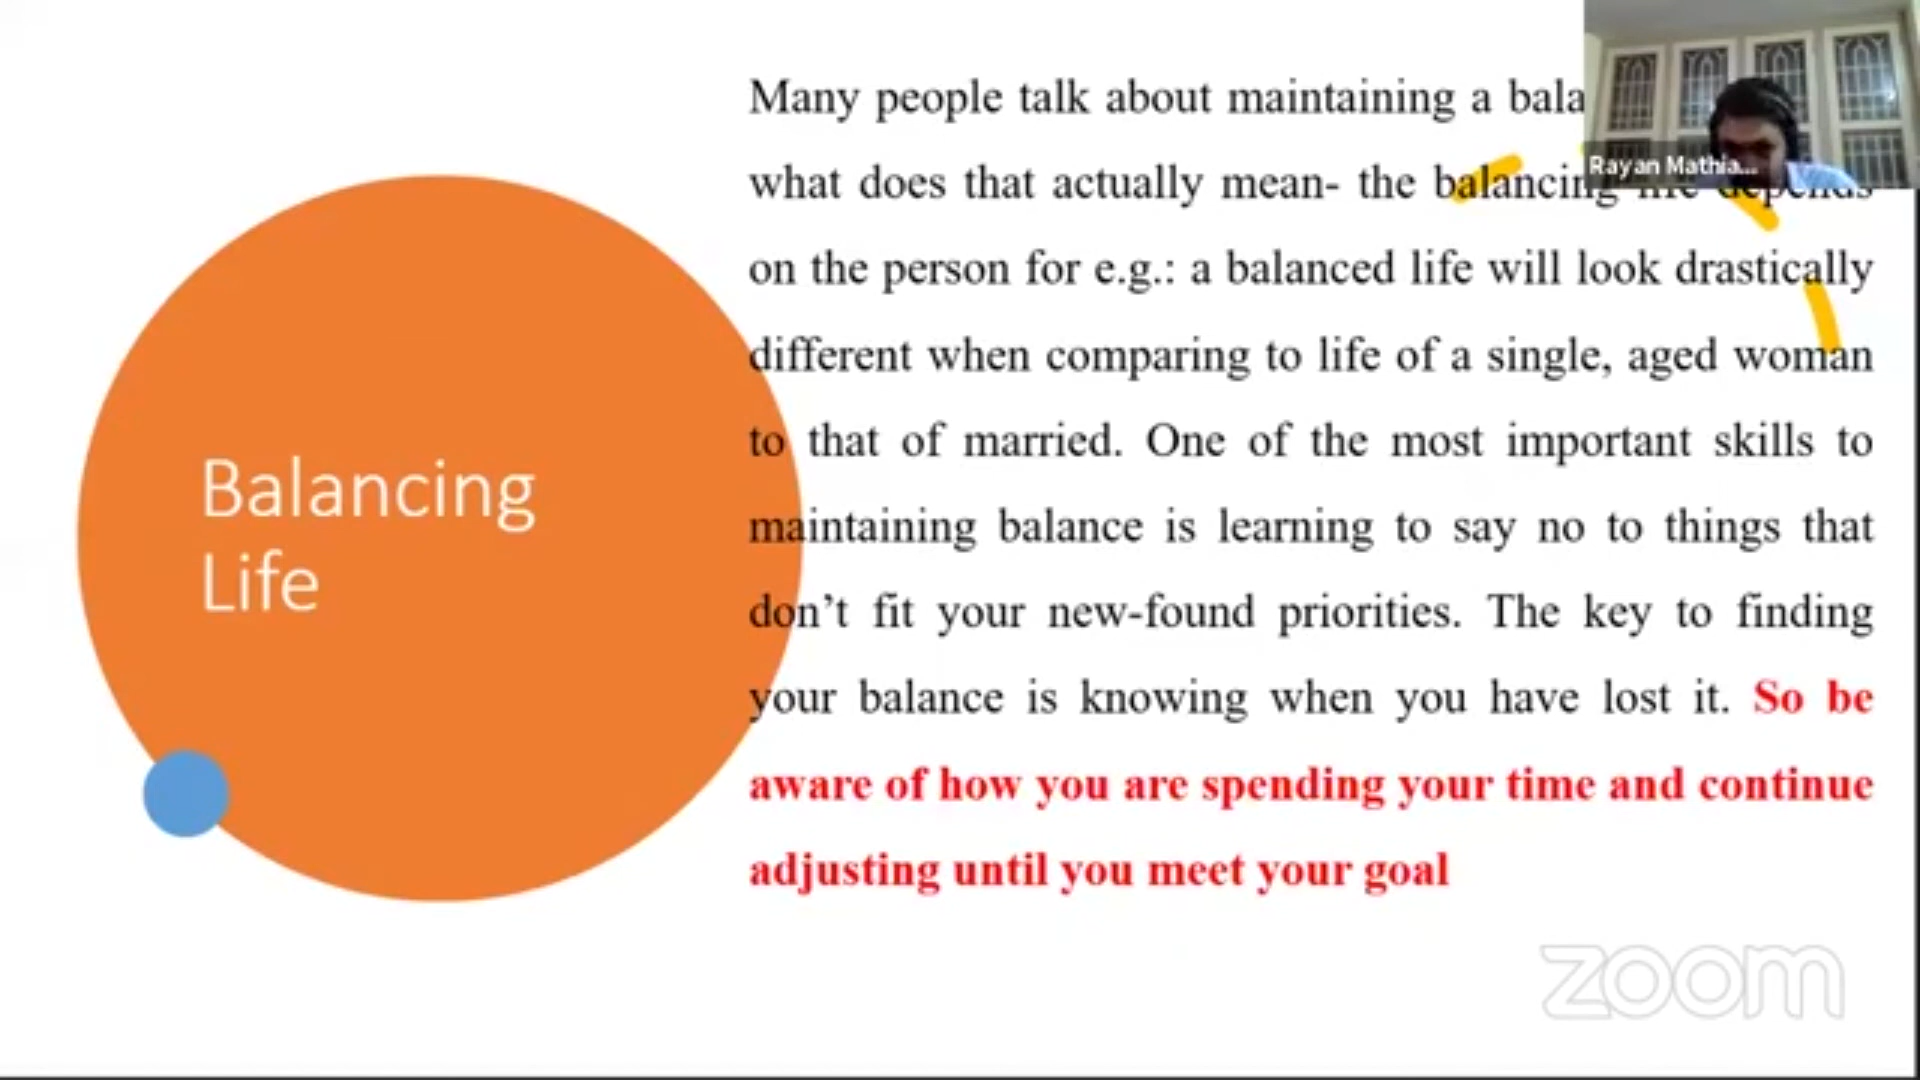 Balancing
Life
Many people talk about maintaining a bala
what does that actually mean- the balancing life depends
on the person for e.g.: a balanced life will look drastically
different when comparing to life of a single, aged woman
to that of married. One of the most important skills to
maintaining balance is learning to say no to things that
don’t fit your new-found priorities. The key to finding
your balance is knowing when you have lost it. So be
aware of how you are spending your time and continue
adjusting until you meet your goal
Rayan Mathia...
zoom